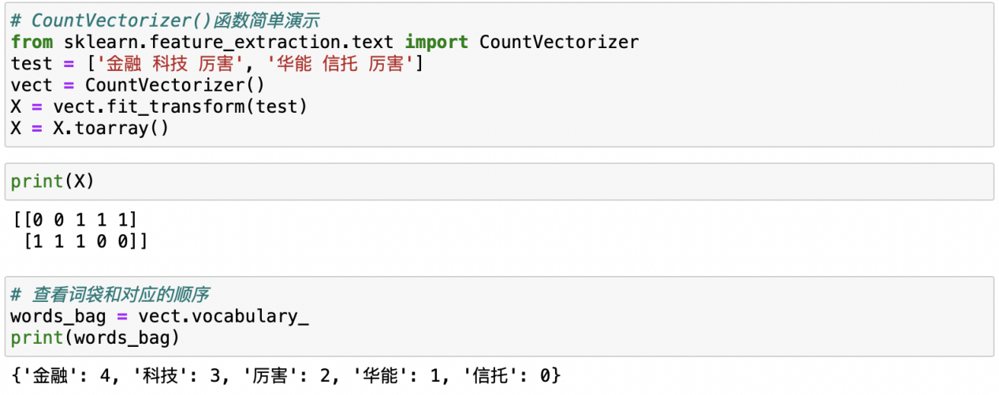 # CountVectorizer()函数简单演示
from sklearn.feature_extraction.text import CountVectorizer
test = ['金融 科技 厉害', '华能 信托 厉害']
vect = CountVectorizer()
X = vect.fit_transform(test)
X = X.toarray()
print(X)
[[0 0 1 1 1]
 [1 1 1 0 0]]
# 查看词袋和对应的顺序
words_bag = vect.vocabulary_
print(words_bag)
{'金融': 4, '科技': 3, '厉害': 2, '华能': 1, '信托': 0}